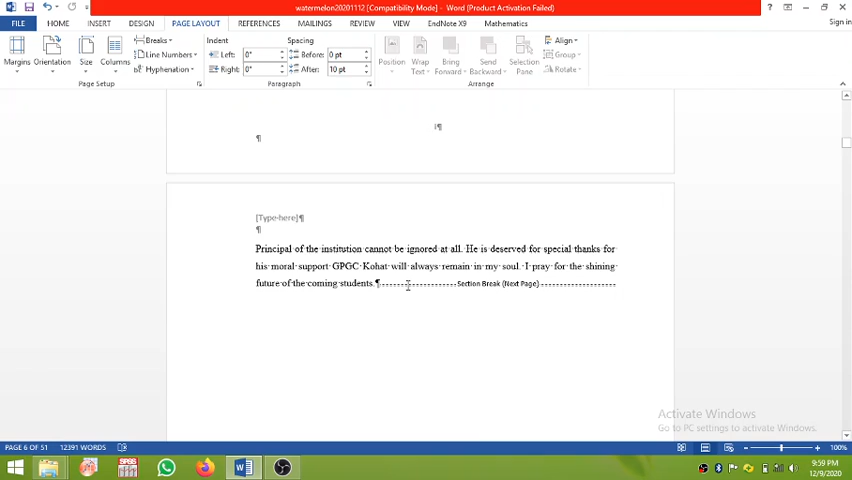 watermelon20201112 [Compatibility Mode] - Word (Product Activation Failed)
FILE HOME INSERT DESIGN PAGE LAYOUT REFERENCES MAILINGS REVIEW VIEW EndNote X9 Mathematics Sign in
Margins Orientation Size Columns
Breaks
Line Numbers
Hyphenation
Page Setup
Indent Spacing
Left: 0" Before: 0 pt
Right: 0" After: 10 pt
Paragraph
Position Wrap Text Bring Forward Send Backward Selection Pane
Align
Group
Rotate
Arrange
I¶
¶
[Type here]¶
¶
Principal of the institution cannot be ignored at all. He is deserved for special thanks for
his moral support GPGC Kohat will always remain in my soul. I pray for the shining
future of the coming students.¶ Section Break (Next Page)
Activate Windows
Go to PC settings to activate Windows.
PAGE 6 OF 51 12391 WORDS 100%
9:59 PM
12/9/2020